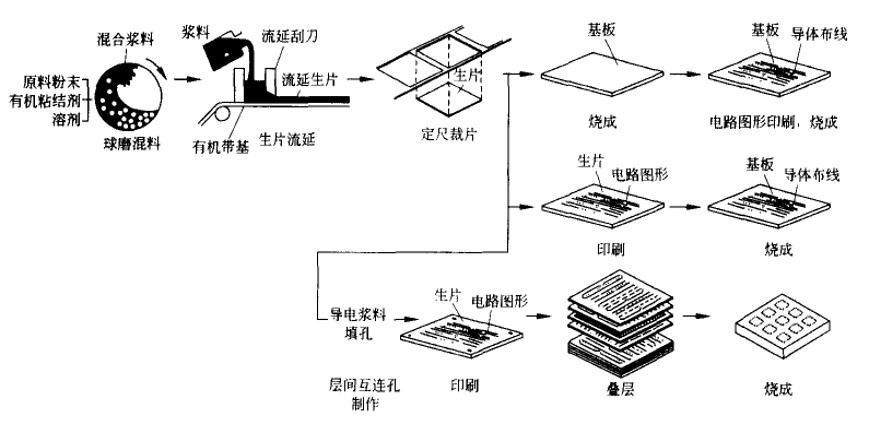 混合浆料
原料粉末
有机粘结剂
溶剂
球磨混料
浆料
流延刮刀
流延生片
有机带基
生片流延
生片
定尺裁片
基板
烧成
基板
导体布线
电路图形印刷,烧成
生片
电路图形
印刷
基板
导体布线
烧成
导电浆料
填孔
层间互连孔
制作
生片
电路图形
印刷
叠层
烧成